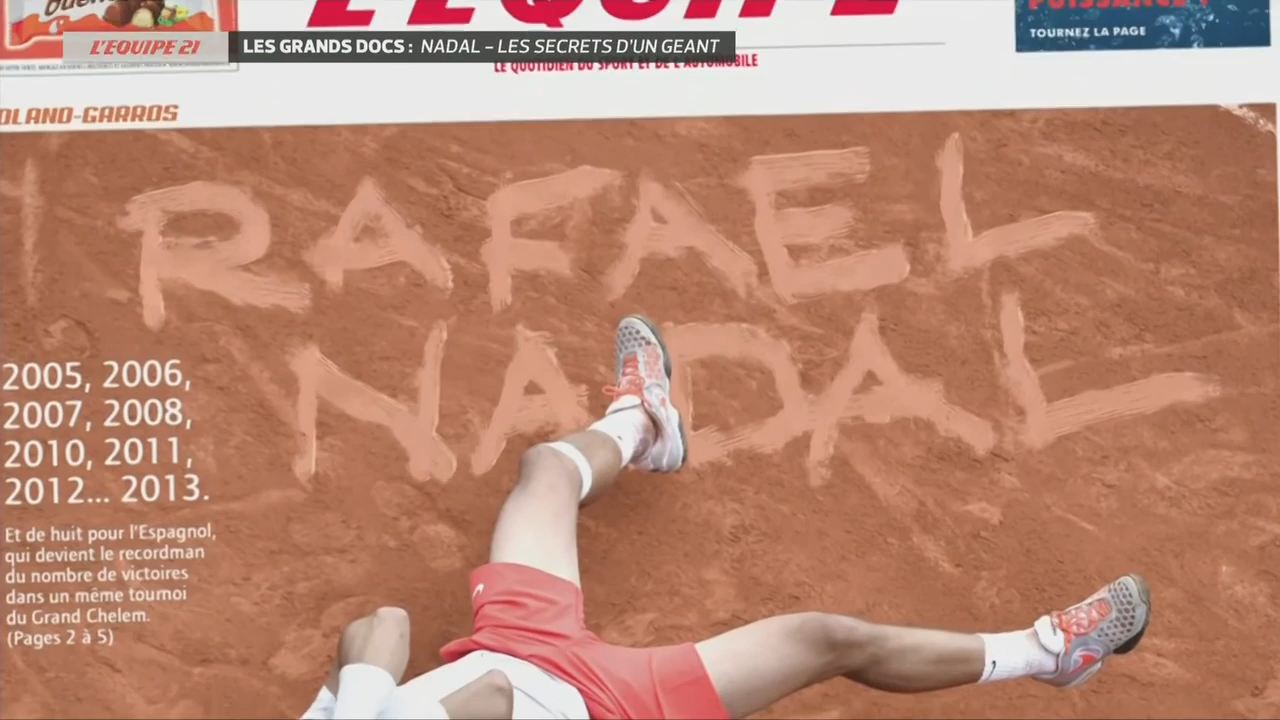 L'EQUIPE
PUISSANCE ?
TOURNEZ LA PAGE
L'EQUIPE 21
LES GRANDS DOCS : NADAL – LES SECRETS D'UN GEANT
LE QUOTIDIEN DU SPORT ET DE L'AUTOMOBILE
OLAND-GARROS
RAFAEL
NADAL
2005, 2006,
2007, 2008,
2010, 2011,
2012... 2013.
Et de huit pour l'Espagnol,
qui devient le recordman
du nombre de victoires
dans un même tournoi
du Grand Chelem.
(Pages 2 à 5)